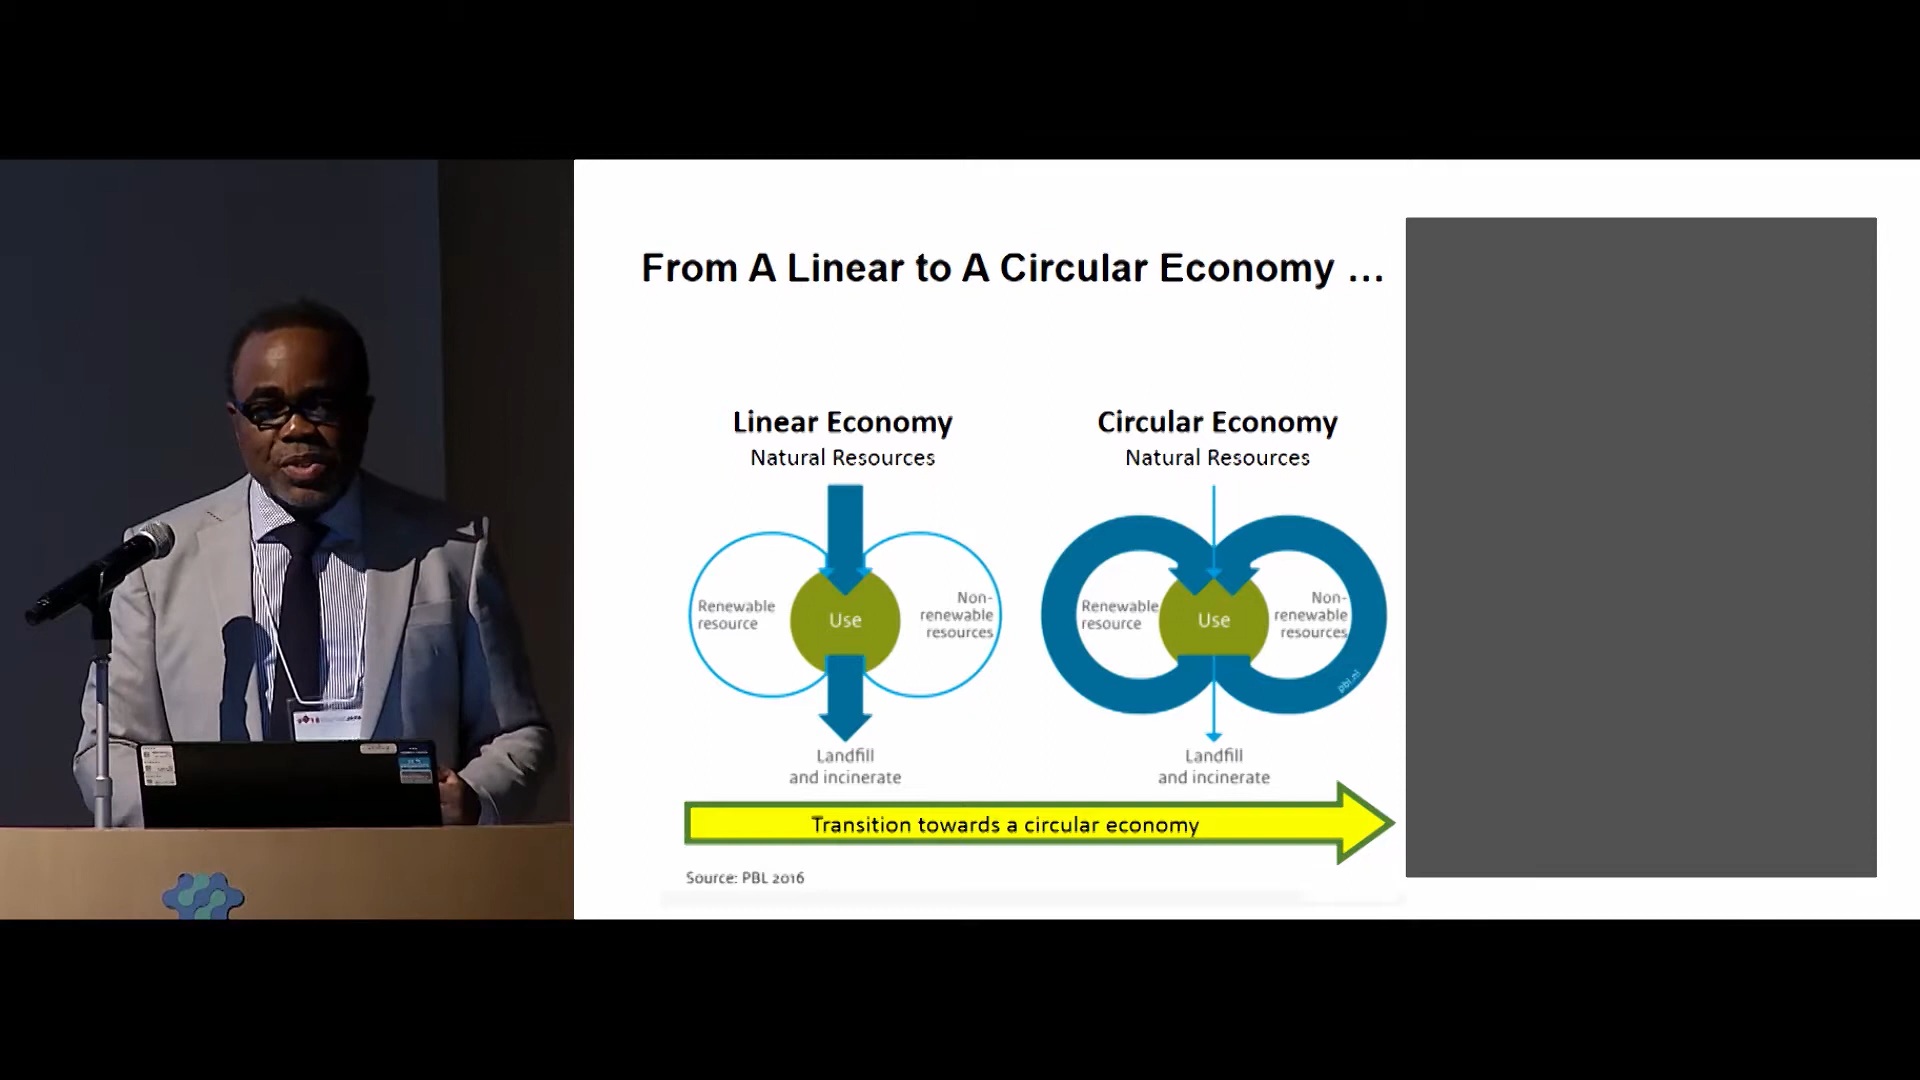 From A Linear to A Circular Economy ...
Linear Economy
Natural Resources
Renewable
resource
Use
Non-
renewable
resources
Landfill
and incinerate
Circular Economy
Natural Resources
Renewable
resource
Use
Non-
renewable
resources
pbl.nl
Landfill
and incinerate
Transition towards a circular economy
Source: PBL 2016